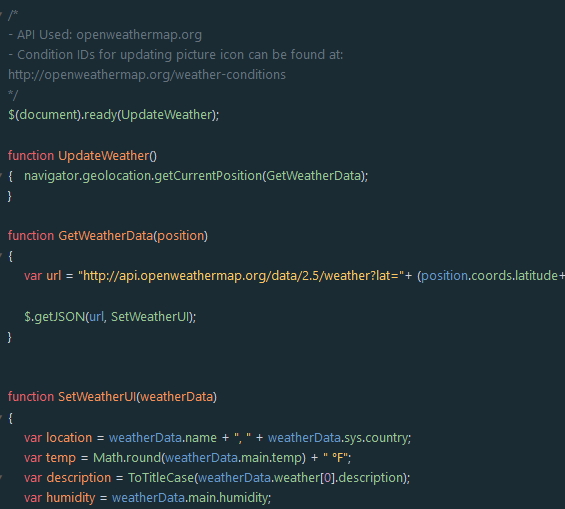 /*
- API Used: openweathermap.org
- Condition IDs for updating picture icon can be found at:
http://openweathermap.org/weather-conditions
*/
$(document).ready(UpdateWeather);
function UpdateWeather()
{   navigator.geolocation.getCurrentPosition(GetWeatherData);
}
function GetWeatherData(position)
{
var url = "http://api.openweathermap.org/data/2.5/weather?lat="+ (position.coords.latitude+
$.getJSON(url, SetWeatherUI);
}
function SetWeatherUI(weatherData)
{
var location = weatherData.name + ", " + weatherData.sys.country;
var temp = Math.round(weatherData.main.temp) + " °F";
var description = ToTitleCase(weatherData.weather[0].description);
var humidity = weatherData.main.humidity;